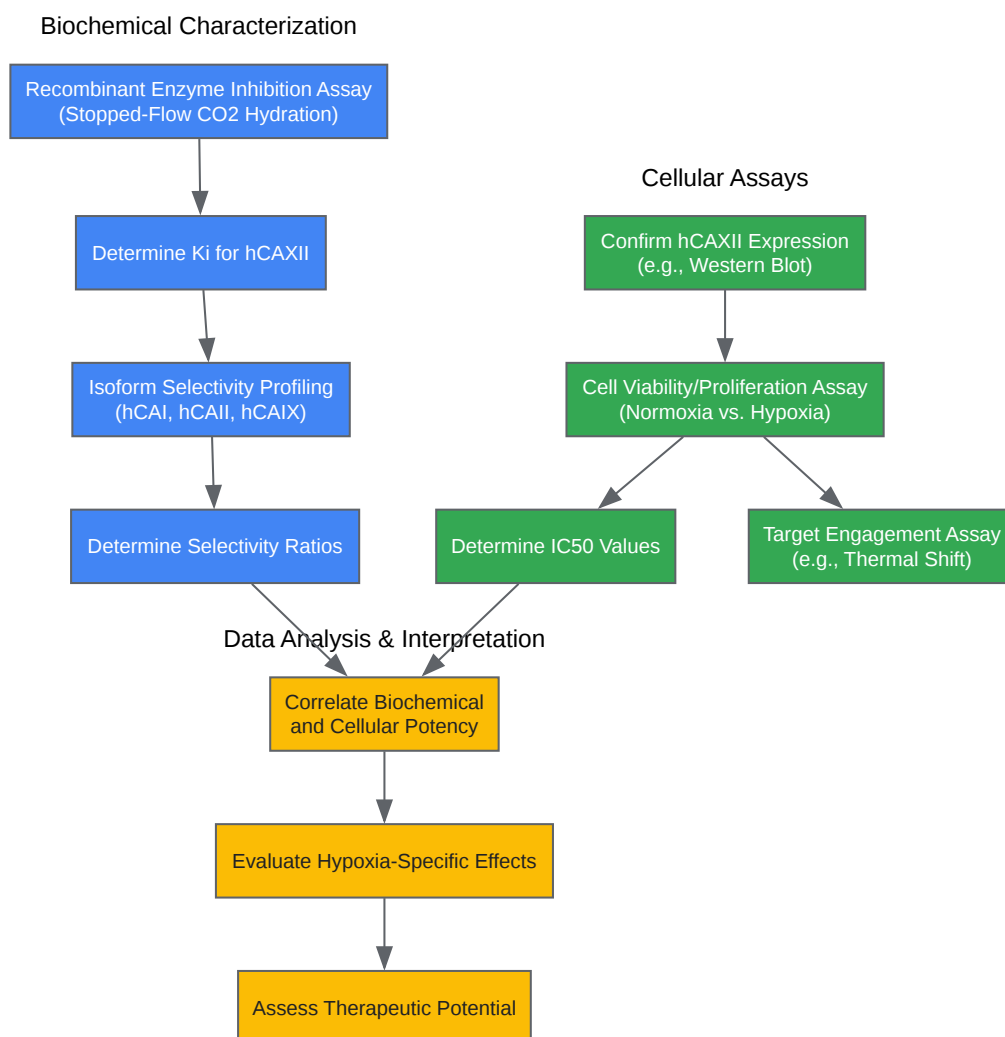 Biochemical Characterization
Recombinant Enzyme Inhibition Assay
(Stopped-Flow CO2 Hydration)
Determine Ki for hCAXII
Isoform Selectivity Profiling
(hCAI, hCAII, hCAIX)
Determine Selectivity Ratios
Cellular Assays
Confirm hCAXII Expression
(e.g., Western Blot)
Cell Viability/Proliferation Assay
(Normoxia vs. Hypoxia)
Determine IC50 Values
Target Engagement Assay
(e.g., Thermal Shift)
Data Analysis & Interpretation
Correlate Biochemical
and Cellular Potency
Evaluate Hypoxia-Specific Effects
Assess Therapeutic Potential